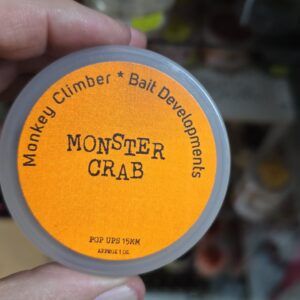 Monkey Climber * Bait Developments
MONSTER
CRAB
POP UPS 15MM